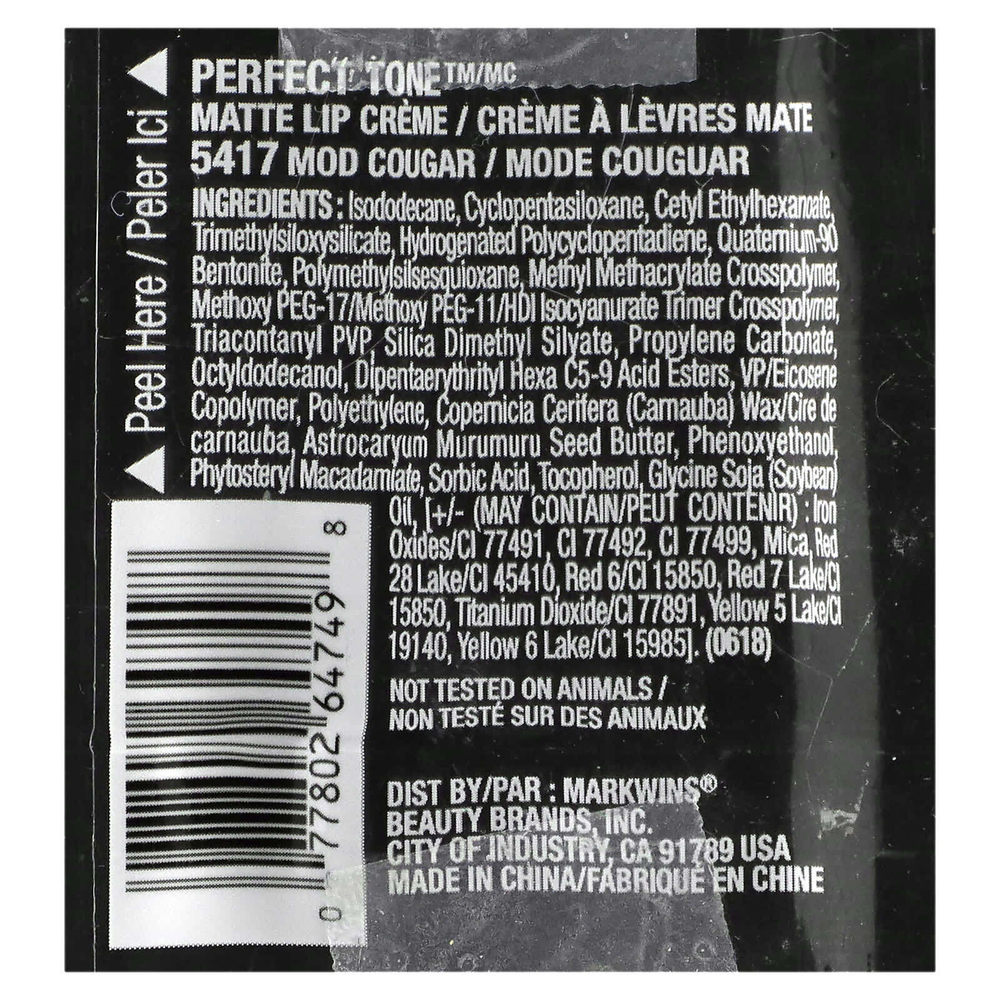 PERFECT TONE™/MC
MATTE LIP CRÈME / CRÈME À LÈVRES MATE
5417 MOD COUGAR / MODE COUGUAR
INGREDIENTS : Isododecane, Cyclopentasiloxane, Cetyl Ethylhexanoate,
Trimethylsiloxysilicate, Hydrogenated Polycyclopentadiene, Quaternium-90
Bentonite, Polymethylsilsesquioxane, Methyl Methacrylate Crosspolymer,
Methoxy PEG-17/Methoxy PEG-11/HDI Isocyanurate Trimer Crosspolymer,
Triacontanyl PVP, Silica Dimethyl Silyate, Propylene Carbonate,
Octyldodecanol, Dipentaerythrityl Hexa C5-9 Acid Esters, VP/Eicosene
Copolymer, Polyethylene, Copernicia Cerifera (Carnauba) Wax/Cire de
carnauba, Astrocaryum Murumuru Seed Butter, Phenoxyethanol,
Phytosteryl Macadamiate, Sorbic Acid, Tocopherol, Glycine Soja (Soybean)
Oil, [+/- (MAY CONTAIN/PEUT CONTENIR) : Iron
Oxides/CI 77491, CI 77492, CI 77499, Mica, Red
28 Lake/CI 45410, Red 6/CI 15850, Red 7 Lake/CI
15850, Titanium Dioxide/CI 77891, Yellow 5 Lake/CI
19140, Yellow 6 Lake/CI 15985]. (0618)
NOT TESTED ON ANIMALS /
NON TESTÉ SUR DES ANIMAUX
DIST BY/PAR : MARKWINS®
BEAUTY BRANDS, INC.
CITY OF INDUSTRY, CA 91789 USA
MADE IN CHINA/FABRIQUÉ EN CHINE
Peel Here / Peler Ici
0 77802 64749 8